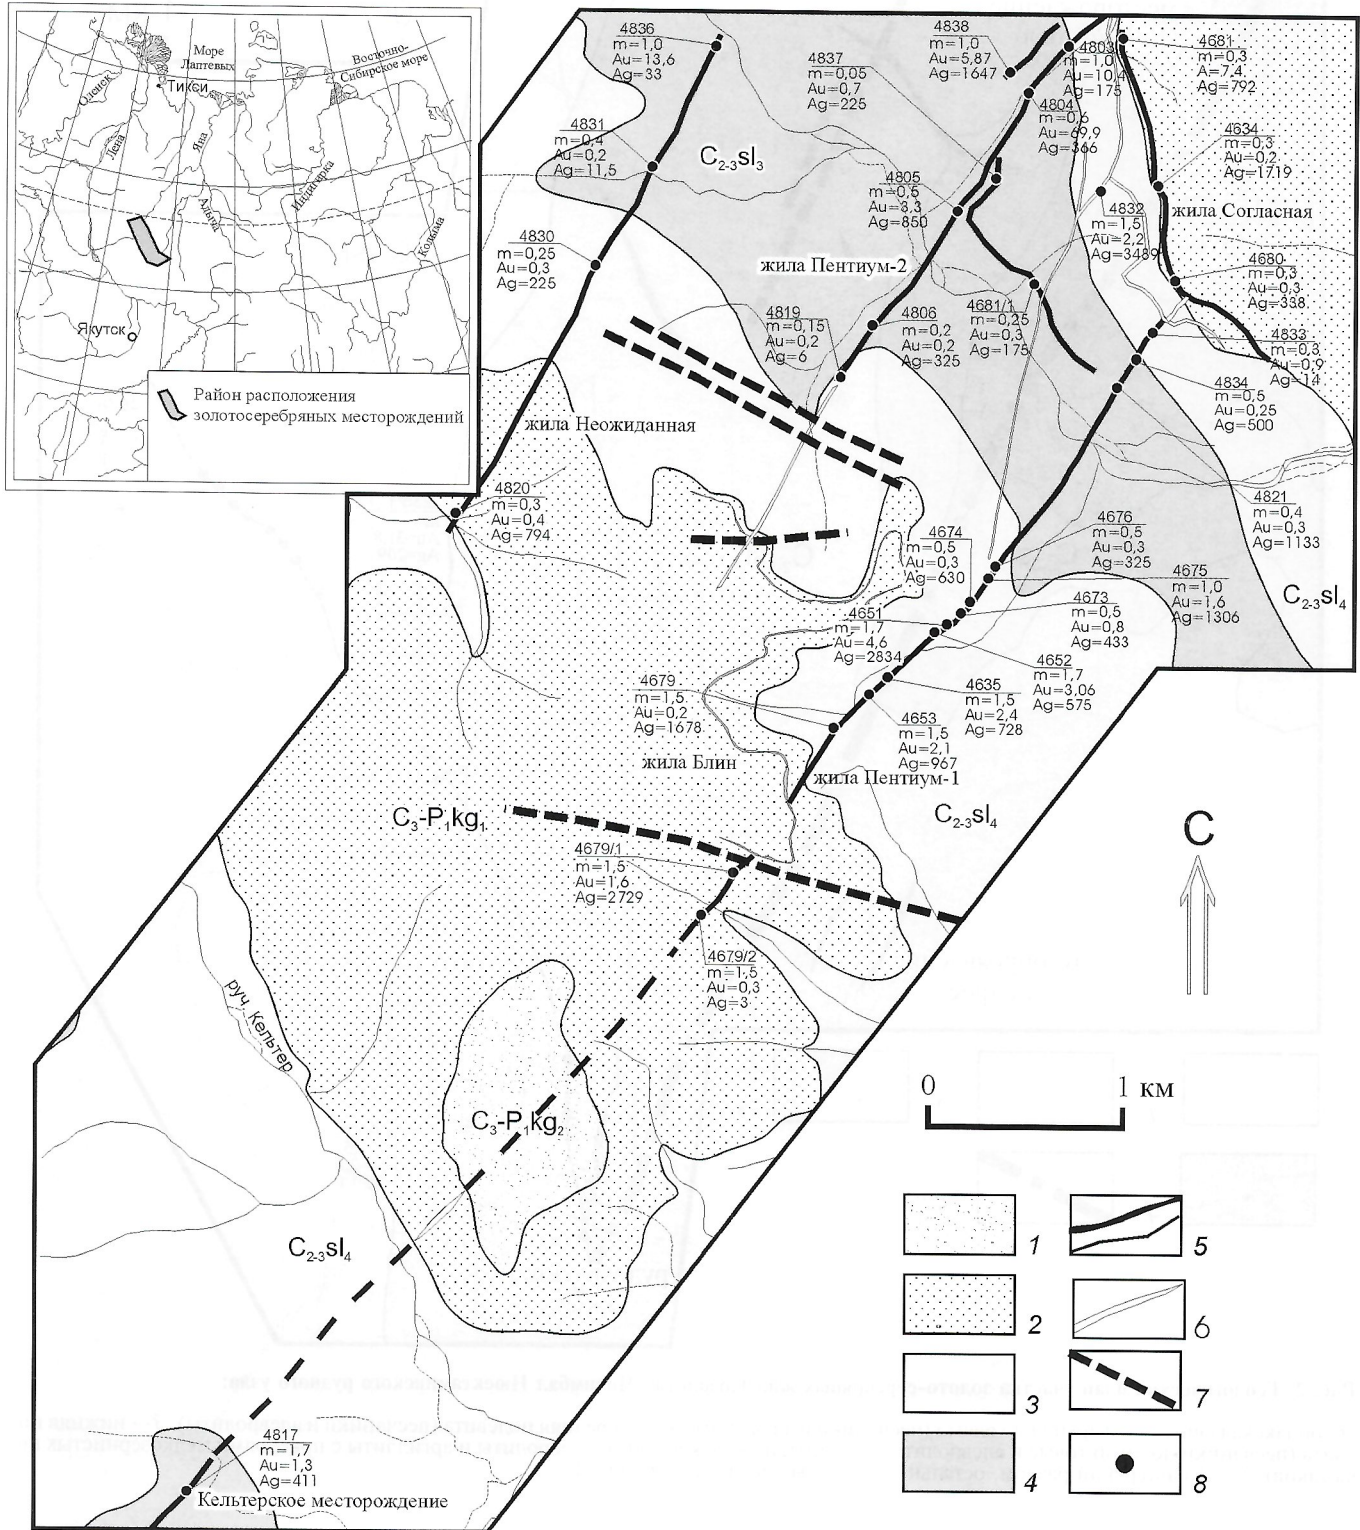 Море
Лаптевых
Восточно-
Сибирское море
Оленек
Тикси
Лена
Яна
Адыча
Индигирка
Колыма
Якутск
Район расположения
золотосеребряных месторождений
4836
m=1,0
Au=13,6
Ag=33
4831
m=0,4
Au=0,2
Ag=11,5
4830
m=0,25
Au=0,3
Ag=225
C₂₋₃sl₃
4837
m=0,05
Au=0,7
Ag=225
4838
m=1,0
Au=5,87
Ag=1647
4803
m=1,0
Au=10,4
Ag=175
4804
m=0,6
Au=69,9
Ag=366
4681
m=0,3
A=7,4
Ag=792
4634
m=0,3
Au=0,2
Ag=1719
4805
m=0,5
Au=3,3
Ag=850
4832
m=1,5
Au=2,2
Ag=3489
жила Согласная
жила Пентиум-2
4680
m=0,3
Au=0,3
Ag=338
4819
m=0,15
Au=0,2
Ag=6
4806
m=0,2
Au=0,2
Ag=325
4681/1
m=0,25
Au=0,3
Ag=175
4833
m=0,3
Au=0,9
Ag=14
4834
m=0,5
Au=0,25
Ag=500
жила Неожиданная
4820
m=0,3
Au=0,4
Ag=794
4821
m=0,4
Au=0,3
Ag=1133
4674
m=0,5
Au=0,3
Ag=630
4676
m=0,5
Au=0,3
Ag=325
4675
m=1,0
Au=1,6
Ag=1306
C₂₋₃sl₄
4673
m=0,5
Au=0,8
Ag=433
4651
m=1,7
Au=4,6
Ag=2834
4652
m=1,7
Au=3,06
Ag=575
4679
m=1,5
Au=0,2
Ag=1678
4635
m=1,5
Au=2,4
Ag=728
4653
m=1,5
Au=2,1
Ag=967
жила Блин
жила Пентиум-1
C₂₋₃sl₄
C₃-P₁kg₁
4679/1
m=1,5
Au=1,6
Ag=2729
4679/2
m=1,5
Au=0,3
Ag=3
руч. Кельтер
C₃-P₁kg₂
C₂₋₃sl₄
4817
m=1,7
Au=1,3
Ag=411
Кельтерское месторождение
С
0 1 км
1 5
2 6
3 7
4 8